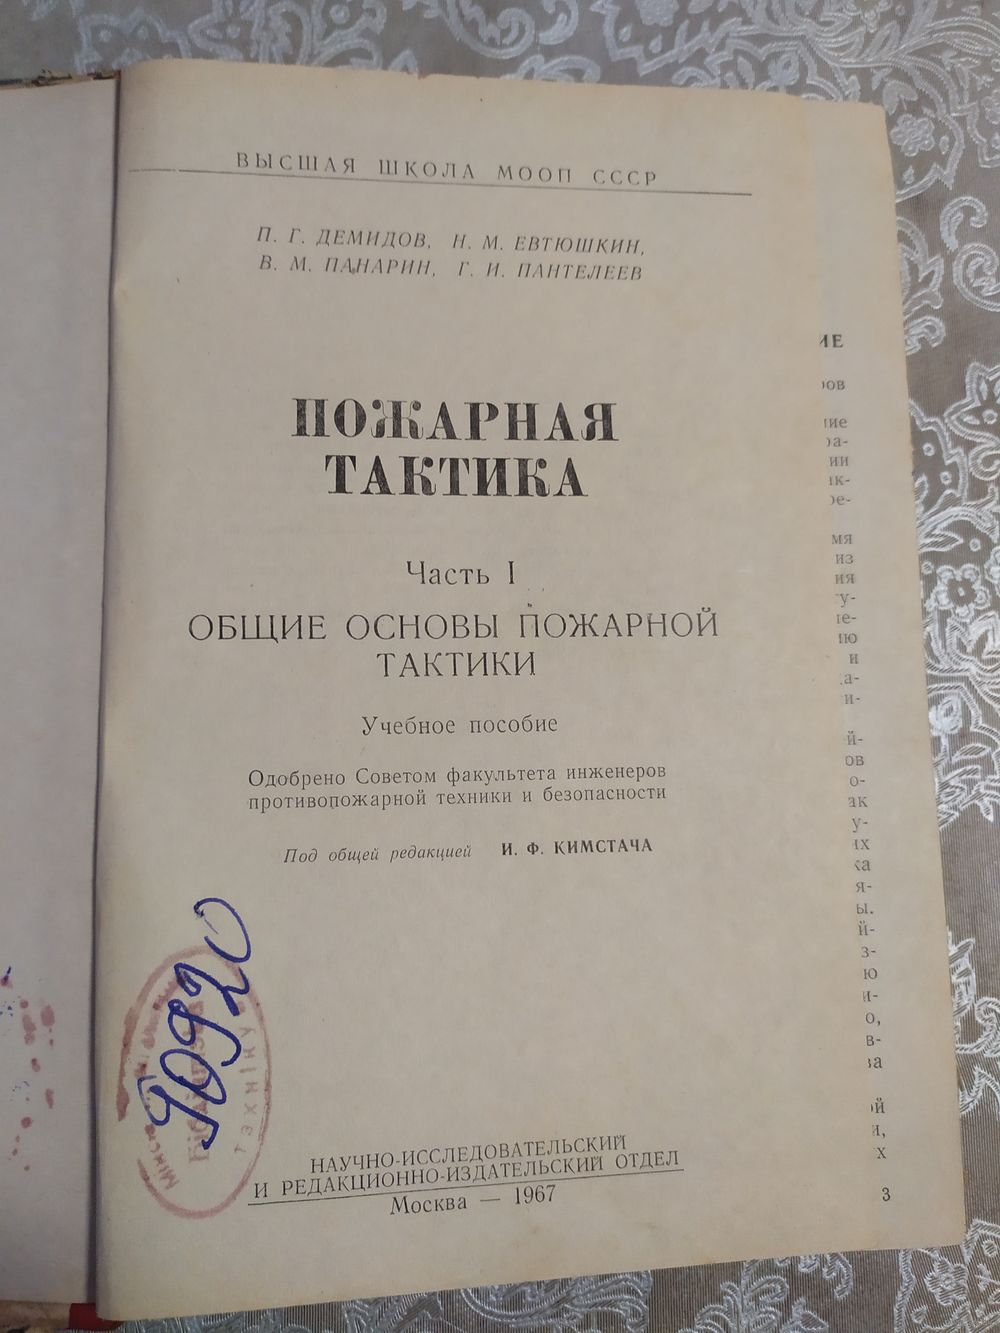 ВЫСШАЯ ШКОЛА МООП СССР
П. Г. ДЕМИДОВ, Н. М. ЕВТЮШКИН,
В. М. ПАНАРИН, Г. И. ПАНТЕЛЕЕВ
ПОЖАРНАЯ
ТАКТИКА
Часть I
ОБЩИЕ ОСНОВЫ ПОЖАРНОЙ
ТАКТИКИ
Учебное пособие
Одобрено Советом факультета инженеров
противопожарной техники и безопасности
Под общей редакцией И. Ф. КИМСТАЧА
НАУЧНО-ИССЛЕДОВАТЕЛЬСКИЙ
И РЕДАКЦИОННО-ИЗДАТЕЛЬСКИЙ ОТДЕЛ
Москва — 1967
3